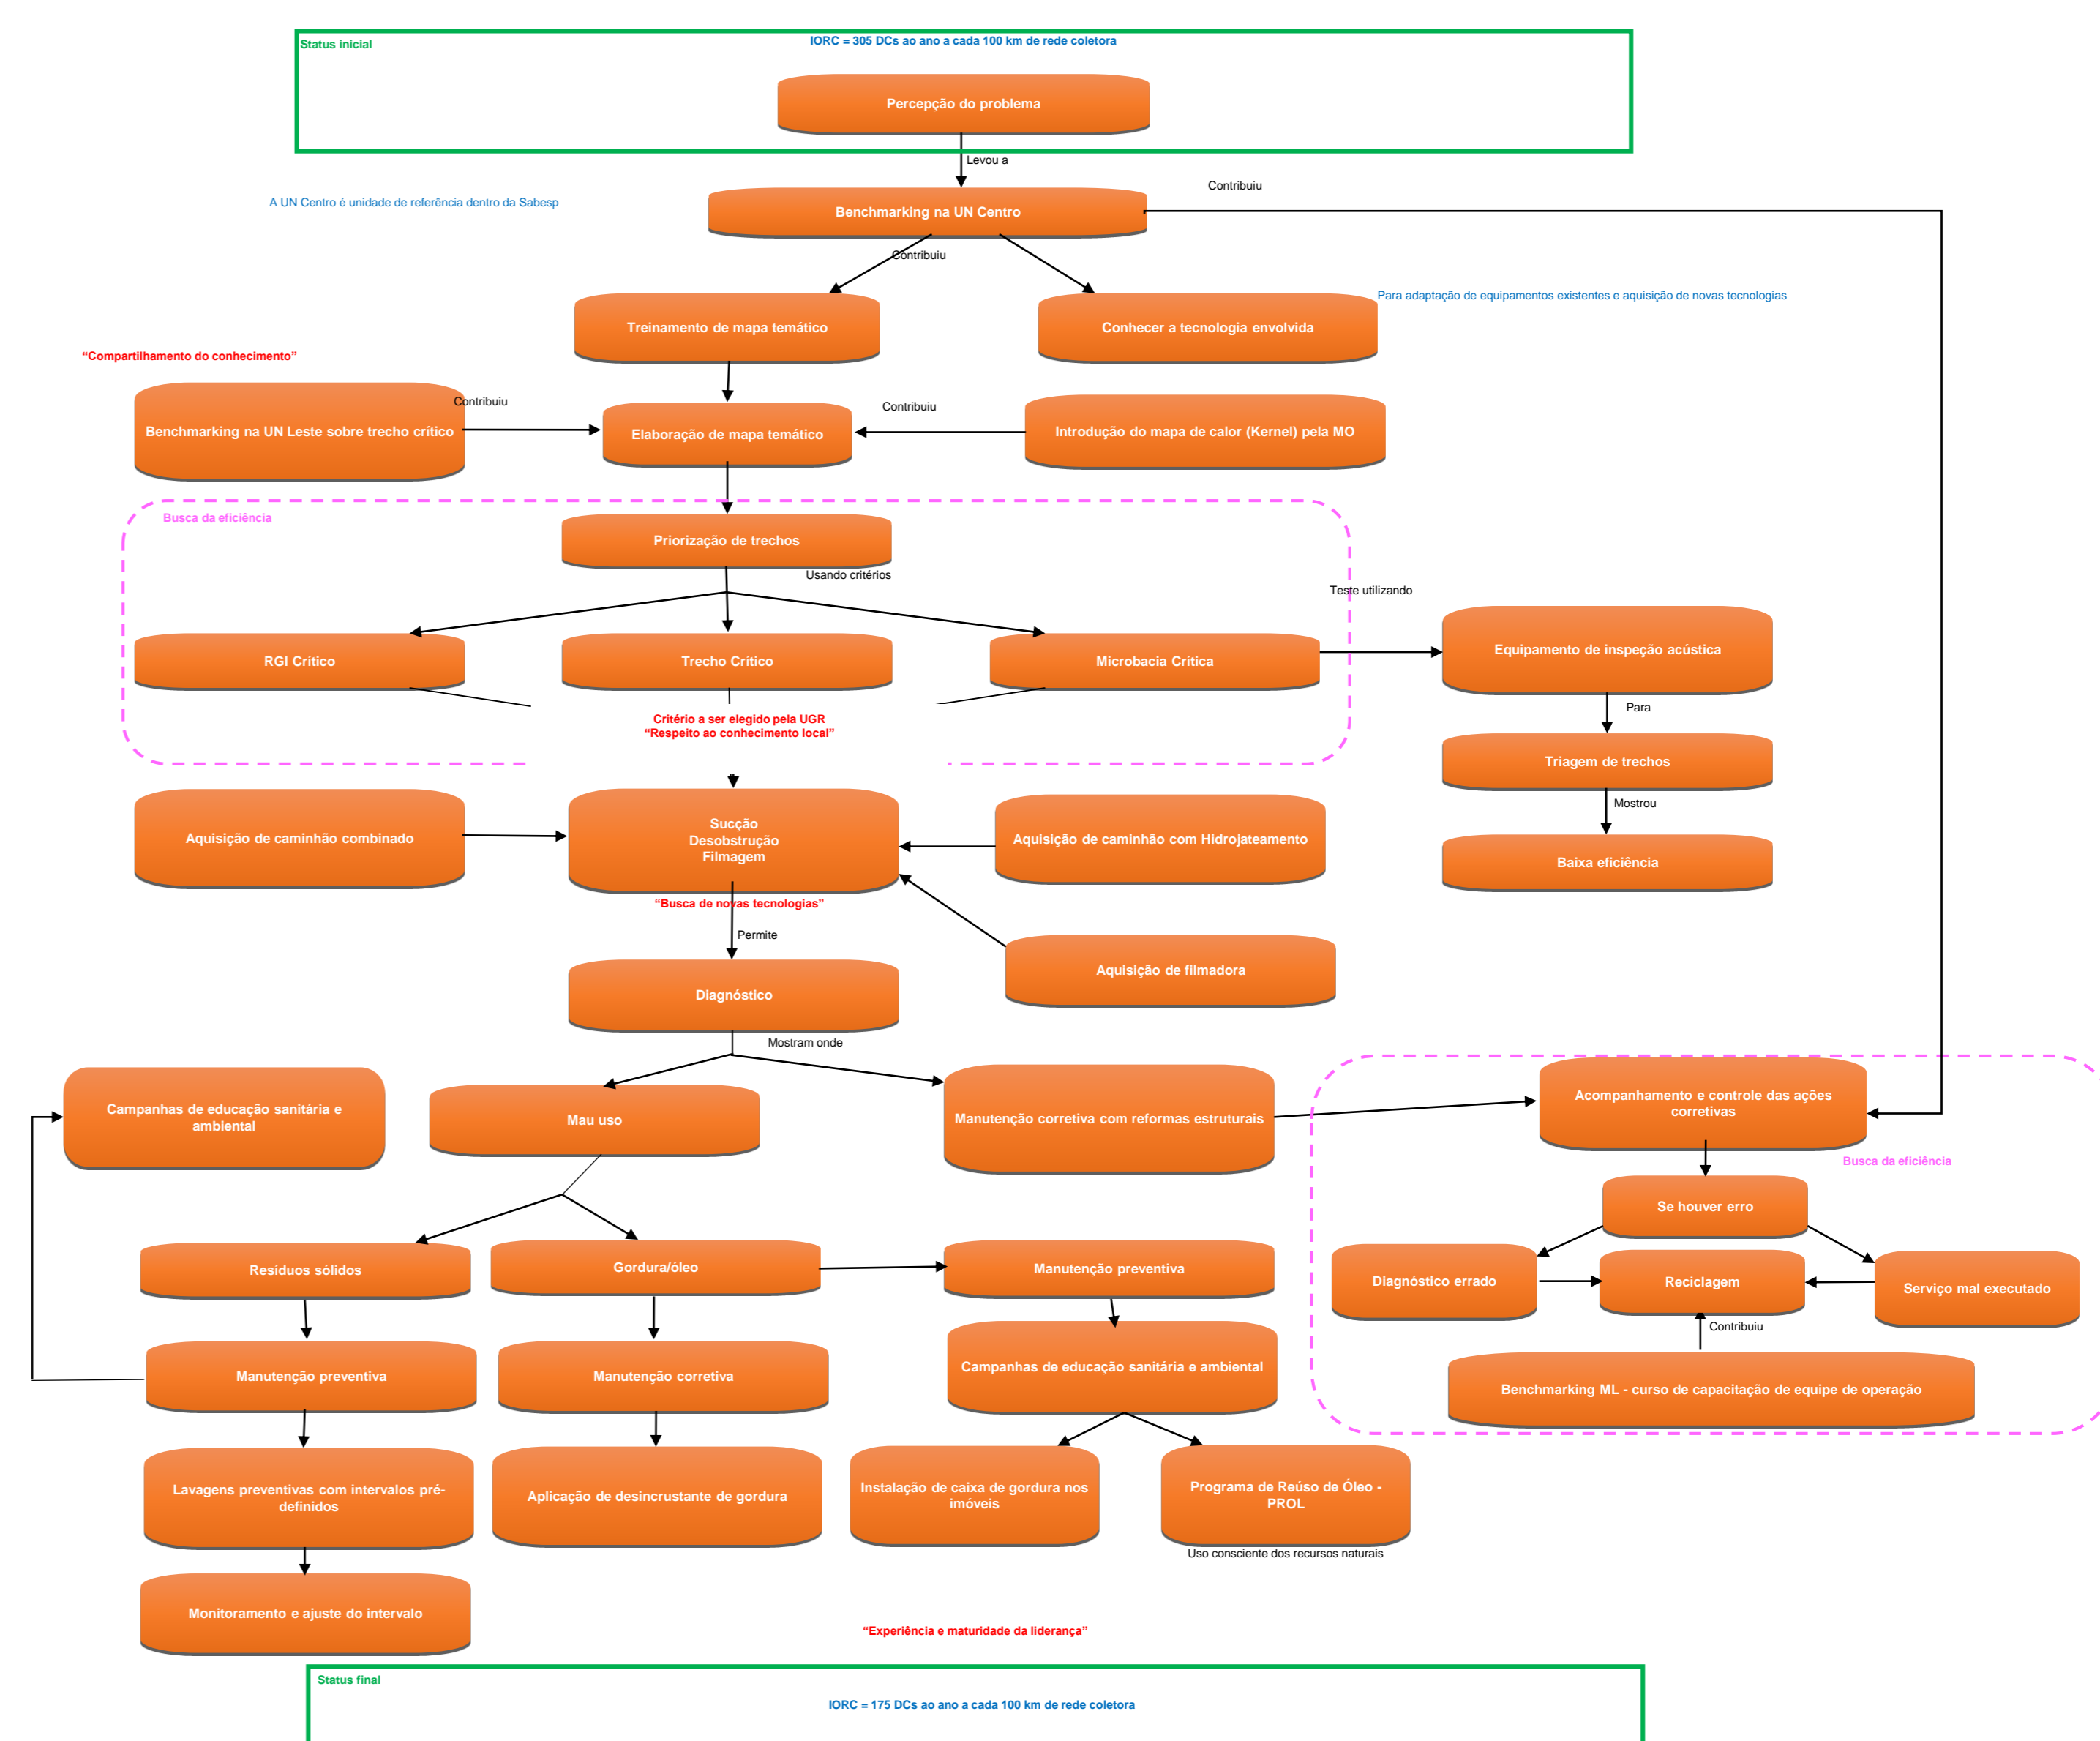 Status inicial
IORC = 305 DCs ao ano a cada 100 km de rede coletora
Percepção do problema
Levou a
Contribuiu
A UN Centro é unidade de referência dentro da Sabesp
Benchmarking na UN Centro
Contribuiu
Para adaptação de equipamentos existentes e aquisição de novas tecnologias
Treinamento de mapa temático
Conhecer a tecnologia envolvida
“Compartilhamento do conhecimento”
Contribuiu
Contribuiu
Benchmarking na UN Leste sobre trecho crítico
Elaboração de mapa temático
Introdução do mapa de calor (Kernel) pela MO
Busca da eficiência
Priorização de trechos
Usando critérios
Teste utilizando
RGI Crítico
Trecho Crítico
Microbacia Crítica
Equipamento de inspeção acústica
Para
Critério a ser elegido pela UGR
“Respeito ao conhecimento local”
Triagem de trechos
Mostrou
Aquisição de caminhão combinado
Sucção
Desobstrução
Filmagem
Aquisição de caminhão com Hidrojateamento
Baixa eficiência
“Busca de novas tecnologias”
Permite
Aquisição de filmadora
Diagnóstico
Mostram onde
Campanhas de educação sanitária e
ambiental
Mau uso
Manutenção corretiva com reformas estruturais
Acompanhamento e controle das ações
corretivas
Busca da eficiência
Se houver erro
Resíduos sólidos
Gordura/óleo
Manutenção preventiva
Diagnóstico errado
Reciclagem
Serviço mal executado
Contribuiu
Manutenção preventiva
Manutenção corretiva
Campanhas de educação sanitária e ambiental
Benchmarking ML - curso de capacitação de equipe de operação
Lavagens preventivas com intervalos pré-
definidos
Aplicação de desincrustante de gordura
Instalação de caixa de gordura nos
imóveis
Programa de Reúso de Óleo -
PROL
Uso consciente dos recursos naturais
Monitoramento e ajuste do intervalo
“Experiência e maturidade da liderança”
Status final
IORC = 175 DCs ao ano a cada 100 km de rede coletora